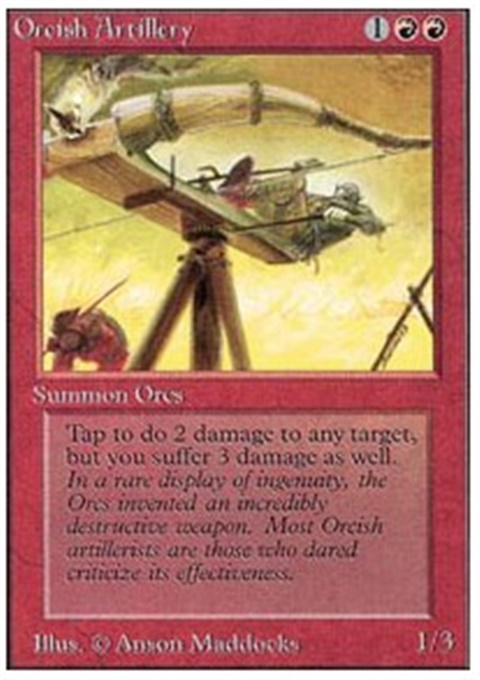 Orcish Artillery 1
Summon Orcs
Tap to do 2 damage to any target,
but you suffer 3 damage as well.
In a rare display of ingenuity, the
Orcs invented an incredibly
destructive weapon. Most Orcish
artillerists are those who dared
criticize its effectiveness.
Illus. © Anson Maddocks 1/3